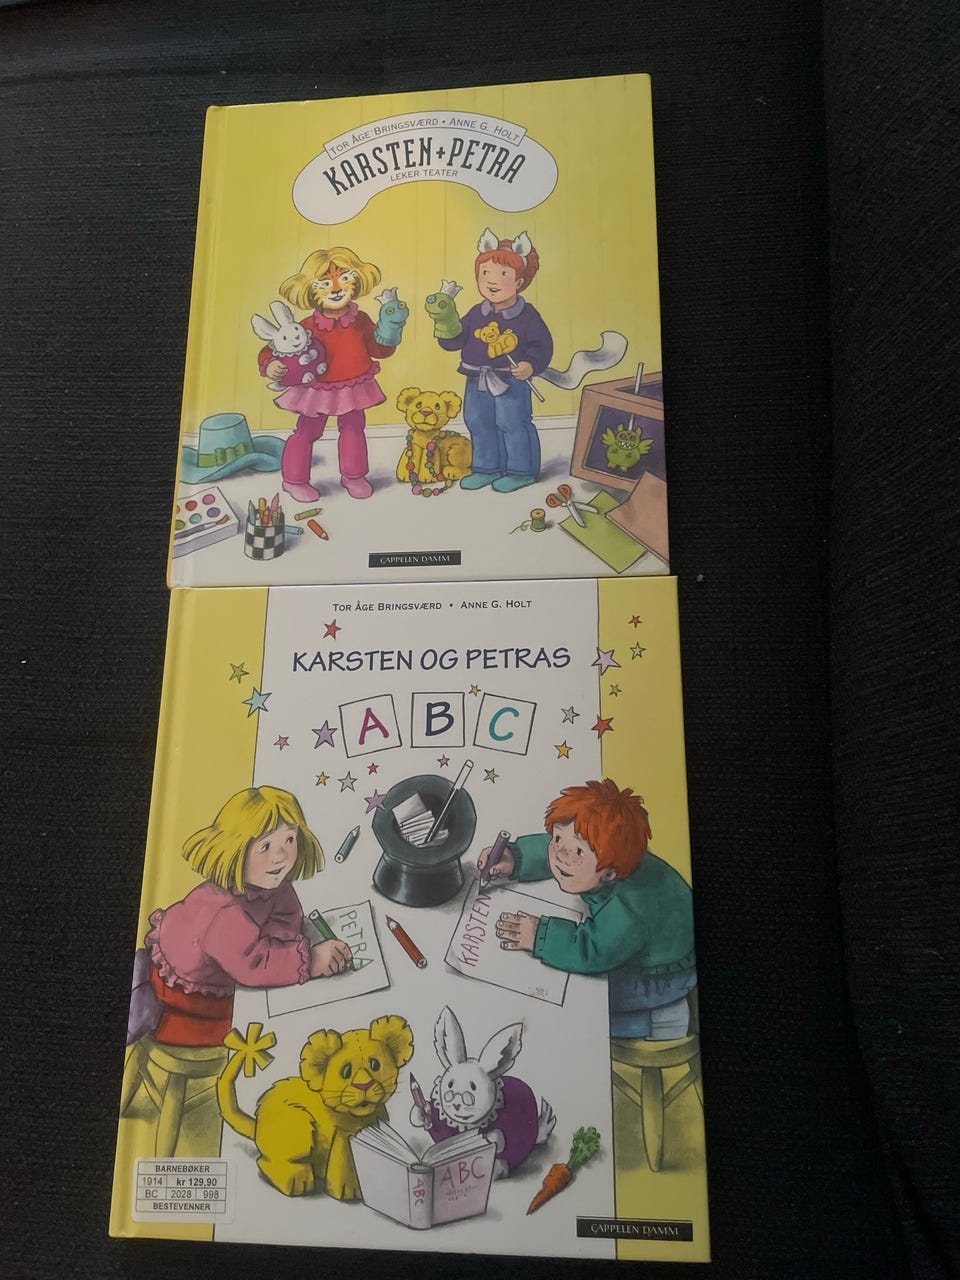 TOR ÅGE BRINGSVÆRD • ANNE G. HOLT
KARSTEN + PETRA
LEKER TEATER
CAPPELEN DAMM
TOR ÅGE BRINGSVÆRD • ANNE G. HOLT
KARSTEN OG PETRAS
A B C
PETRA
KARSTEN
ABC
ABC
BARNEBØKER
1914 kr 129,90
BC 2028 998
BESTEVENNER
CAPPELEN DAMM